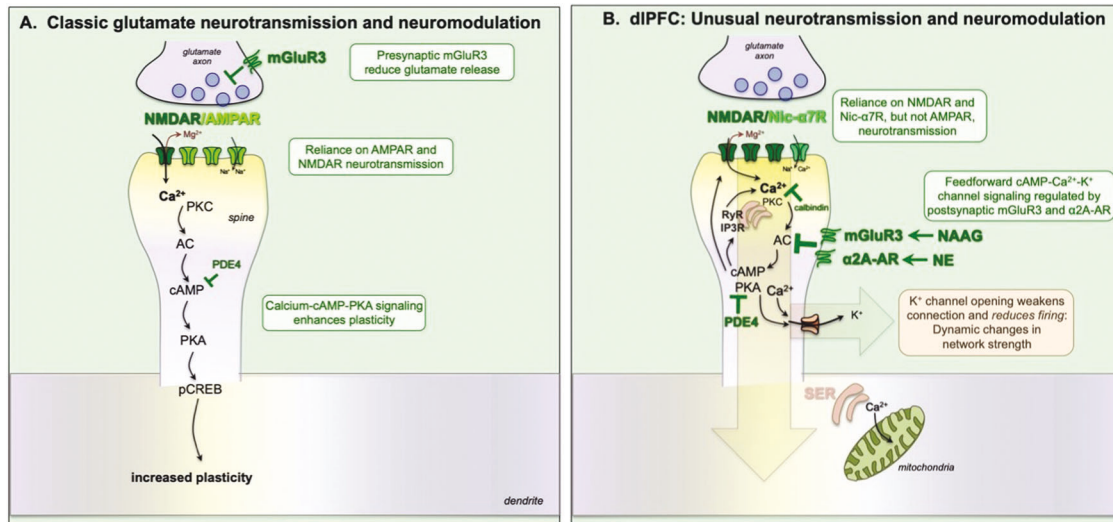 A. Classic glutamate neurotransmission and neuromodulation
glutamate
axon
mGluR3
Presynaptic mGluR3
reduce glutamate release
NMDAR/AMPAR
Mg²⁺
Reliance on AMPAR and
NMDAR neurotransmission
Na⁺ Na⁺
Ca²⁺
PKC
spine
AC
PDE4
cAMP
Calcium-cAMP-PKA signaling
enhances plasticity
PKA
pCREB
increased plasticity
dendrite
B. dlPFC: Unusual neurotransmission and neuromodulation
glutamate
axon
NMDAR/Nic-α7R
Reliance on NMDAR and
Nic-α7R, but not AMPAR,
neurotransmission
Mg²⁺
Na⁺ Ca²⁺
Ca²⁺
PKC
calbindin
Feedforward cAMP-Ca²⁺-K⁺
channel signaling regulated by
postsynaptic mGluR3 and α2A-AR
RyR
IP3R
AC
mGluR3
NAAG
α2A-AR
NE
cAMP
PKA
Ca²⁺
PDE4
K⁺
K⁺ channel opening weakens
connection and reduces firing:
Dynamic changes in
network strength
SER
Ca²⁺
mitochondria